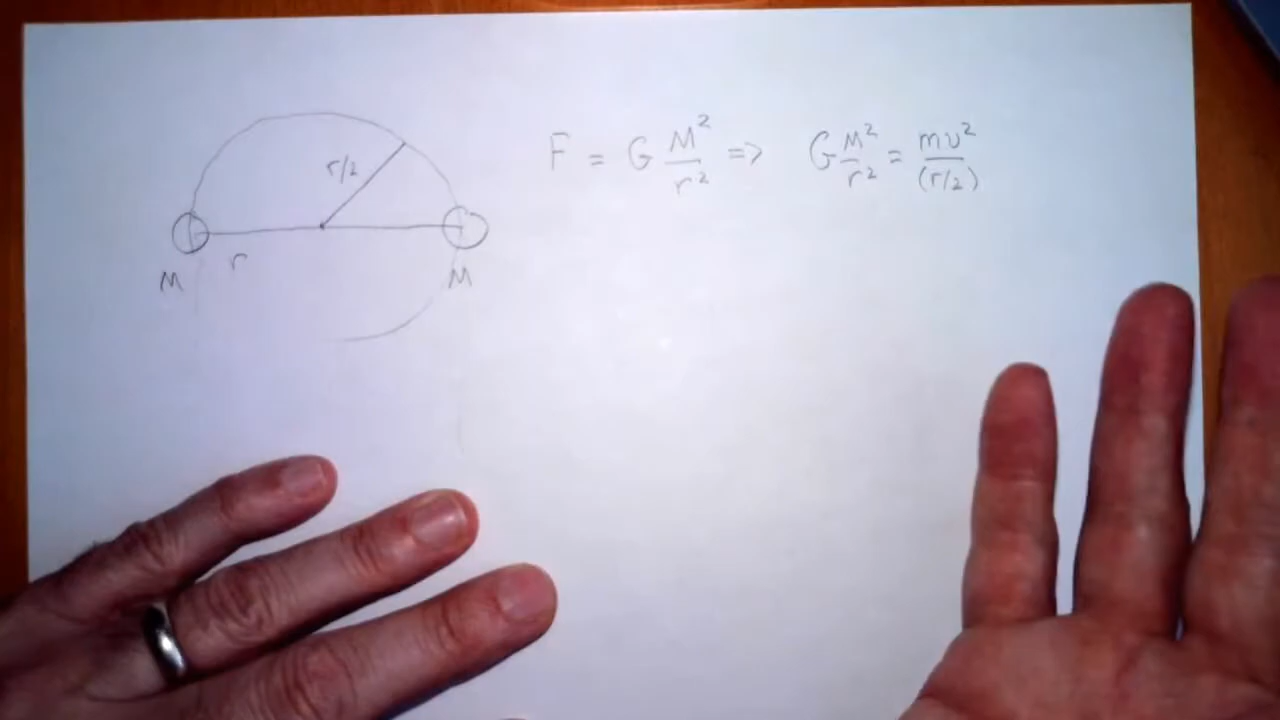 r/2
F = G M²/r² => G M²/r² = mv²/(r/2)
r
M M